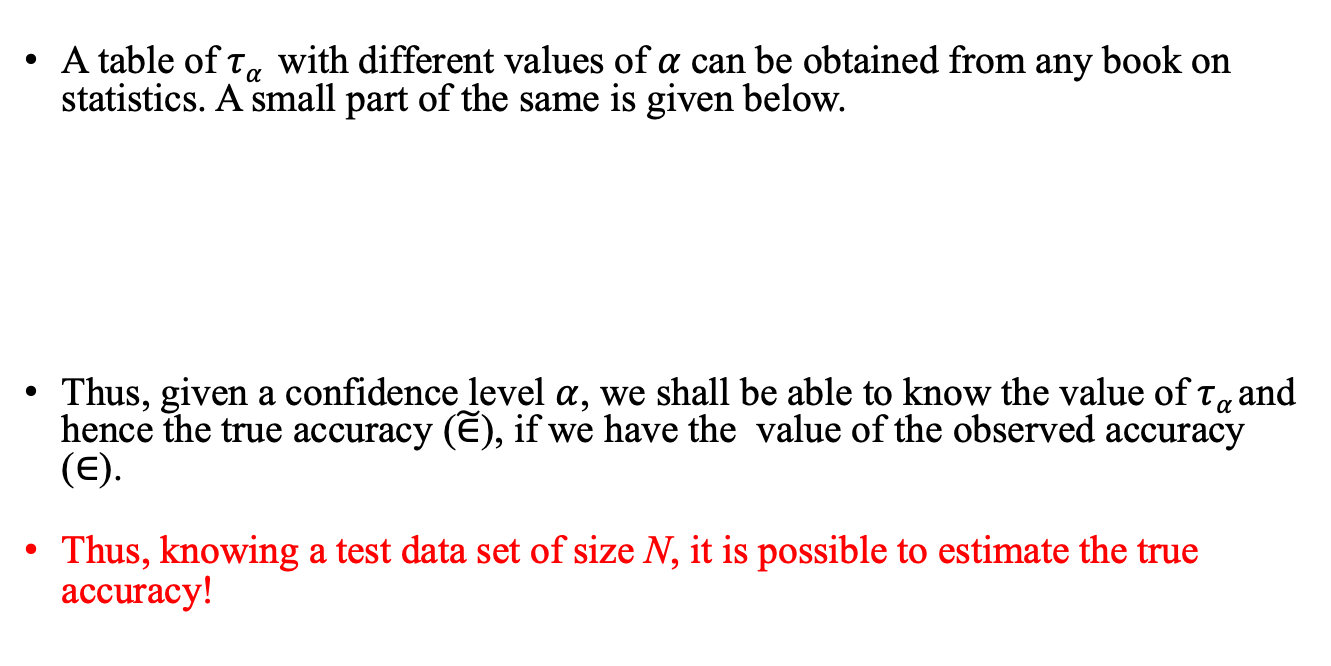 • A table of τ_α with different values of α can be obtained from any book on
statistics. A small part of the same is given below.
• Thus, given a confidence level α, we shall be able to know the value of τ_α and
hence the true accuracy (∈̃), if we have the value of the observed accuracy
(∈).
• Thus, knowing a test data set of size N, it is possible to estimate the true
accuracy!